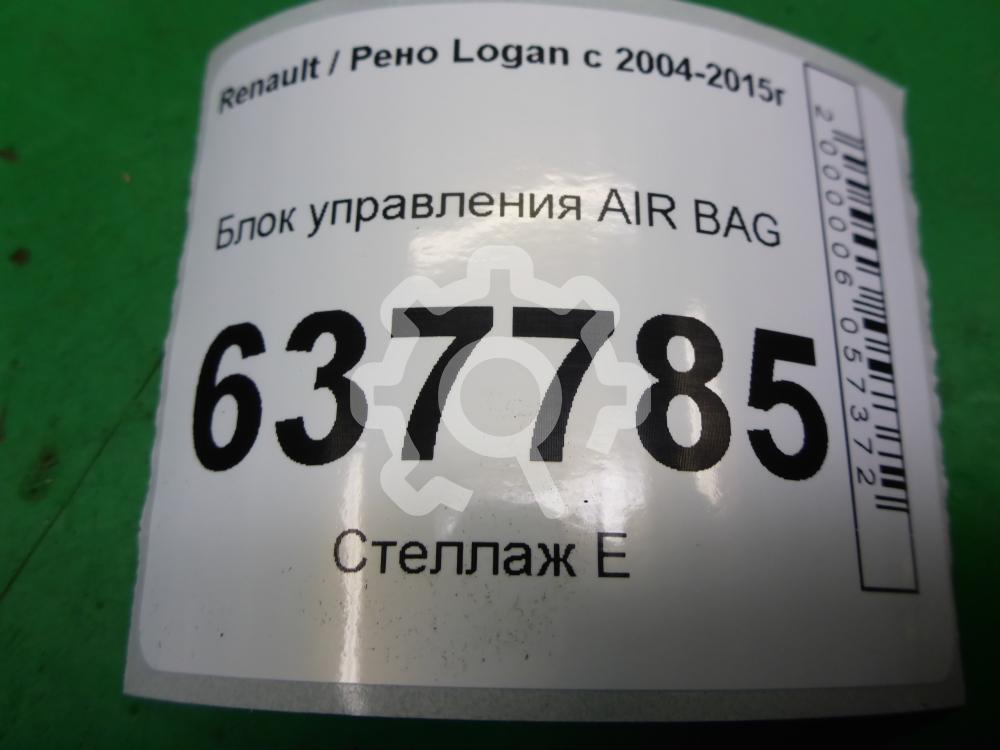 Renault / Рено Logan с 2004-2015г
Блок управления AIR BAG
637785
Стеллаж Е
2000006057372